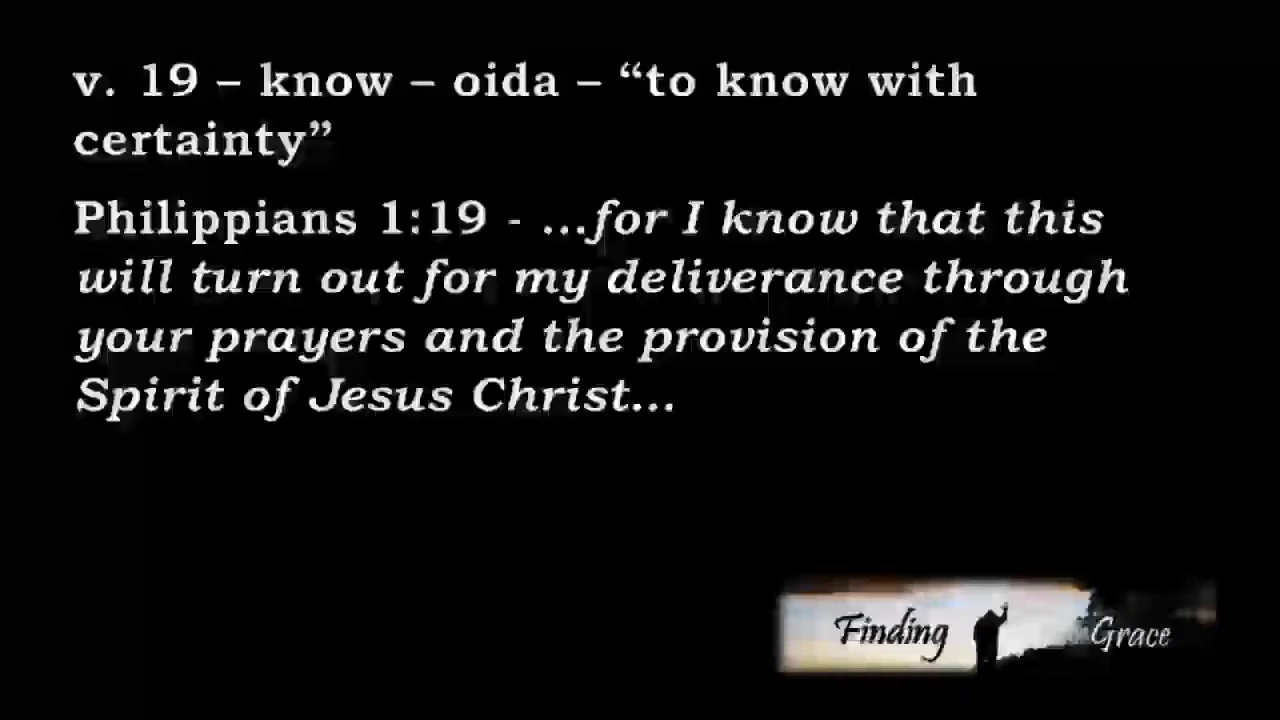 v. 19 – know – oida – “to know with
certainty”
Philippians 1:19 - ...for I know that this
will turn out for my deliverance through
your prayers and the provision of the
Spirit of Jesus Christ...
Finding Grace